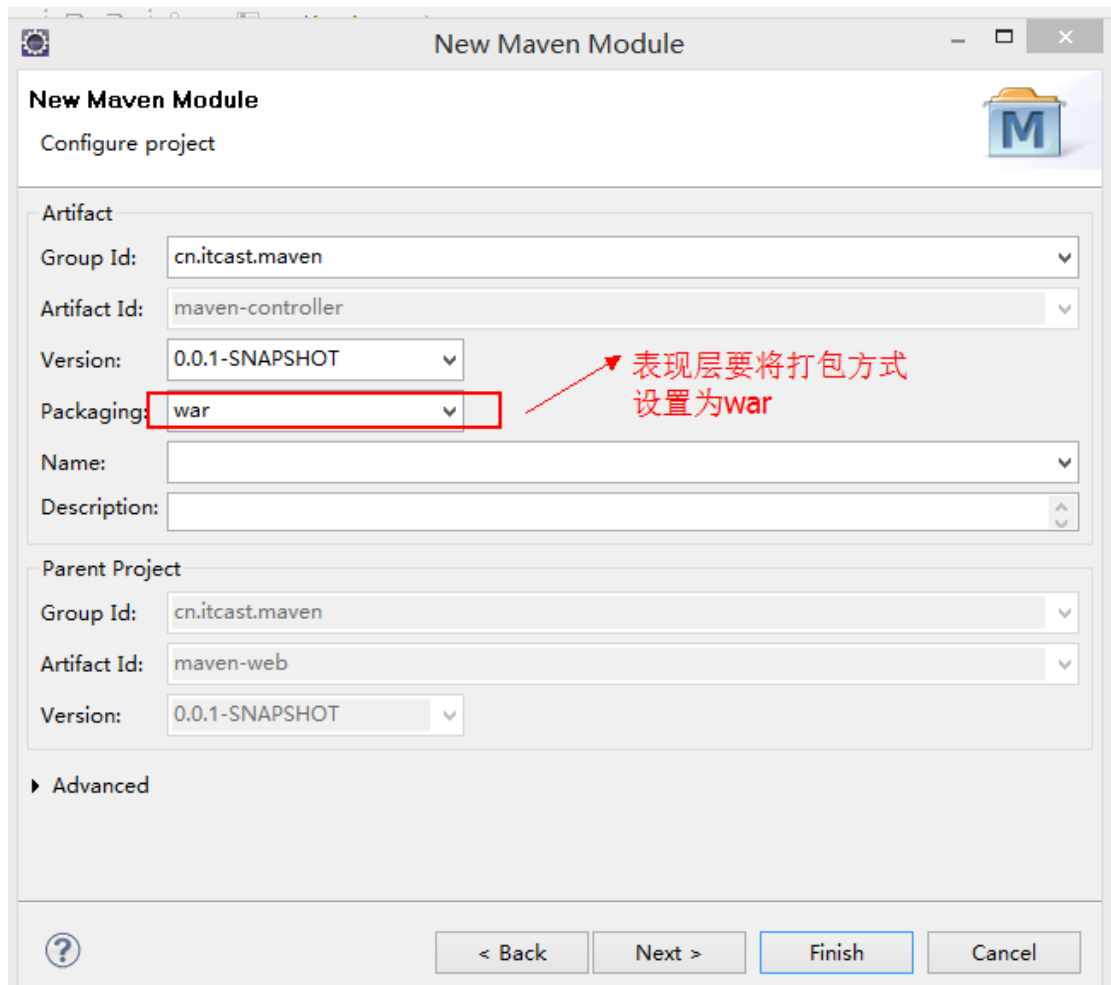 New Maven Module
New Maven Module
Configure project
M
Artifact
Group Id: cn.itcast.maven
Artifact Id: maven-controller
Version: 0.0.1-SNAPSHOT
表现层要将打包方式
设置为war
Packaging: war
Name:
Description:
Parent Project
Group Id: cn.itcast.maven
Artifact Id: maven-web
Version: 0.0.1-SNAPSHOT
Advanced
? < Back Next > Finish Cancel